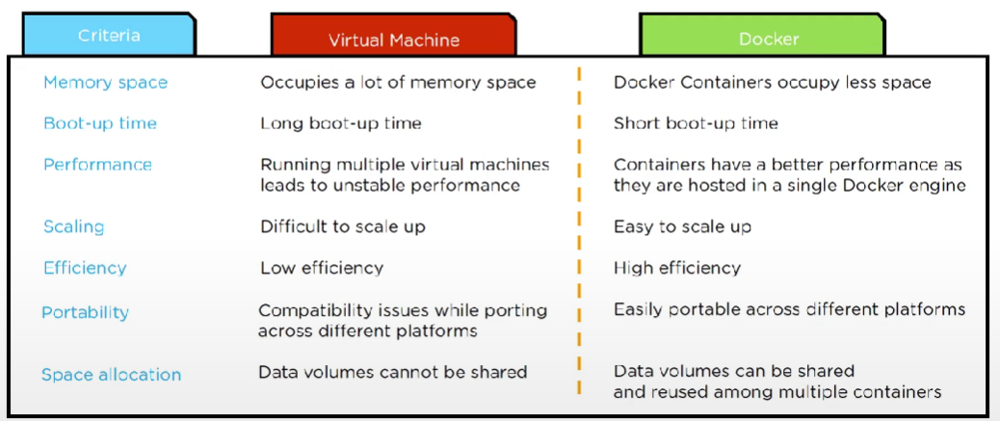 Criteria Virtual Machine Docker
Memory space Occupies a lot of memory space Docker Containers occupy less space
Boot-up time Long boot-up time Short boot-up time
Performance Running multiple virtual machines Containers have a better performance as
leads to unstable performance they are hosted in a single Docker engine
Scaling Difficult to scale up Easy to scale up
Efficiency Low efficiency High efficiency
Portability Compatibility issues while porting Easily portable across different platforms
across different platforms
Space allocation Data volumes cannot be shared Data volumes can be shared
and reused among multiple containers